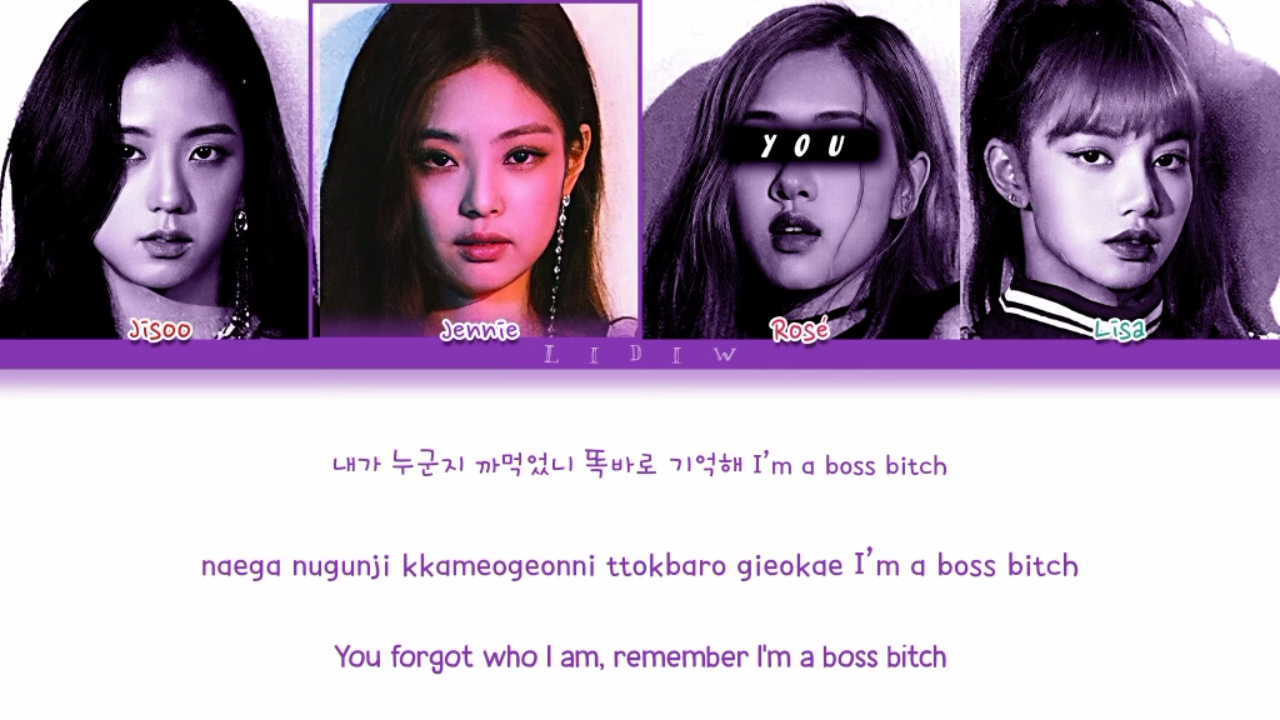 YOU
Jisoo
Jennie
Rosé
Lisa
LIDIW
내가 누군지 까먹었니 똑바로 기억해 I'm a boss bitch
naega nugunji kkameogeonni ttokbaro gieokae I'm a boss bitch
You forgot who I am, remember I'm a boss bitch